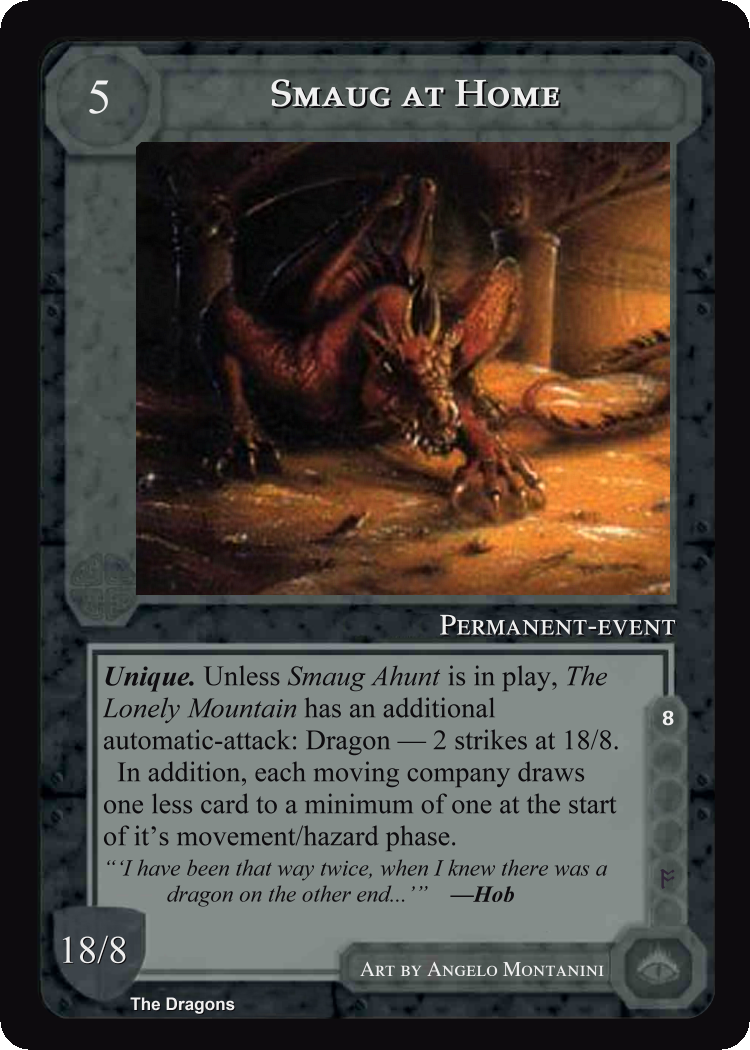 5
SMAUG AT HOME
PERMANENT-EVENT
Unique. Unless Smaug Ahunt is in play, The
Lonely Mountain has an additional
automatic-attack: Dragon — 2 strikes at 18/8.
In addition, each moving company draws
one less card to a minimum of one at the start
of it’s movement/hazard phase.
“‘I have been that way twice, when I knew there was a
dragon on the other end...’” —Hob
8
ᚩ
18/8
ART BY ANGELO MONTANINI
The Dragons